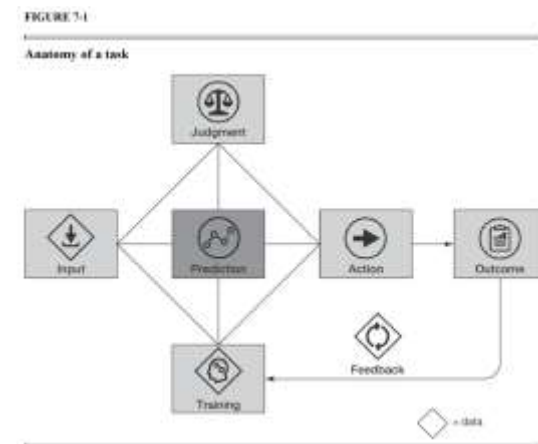 FIGURE 7-1
Anatomy of a task
Judgment
Input
Prediction
Action
Outcome
Feedback
Training
= data